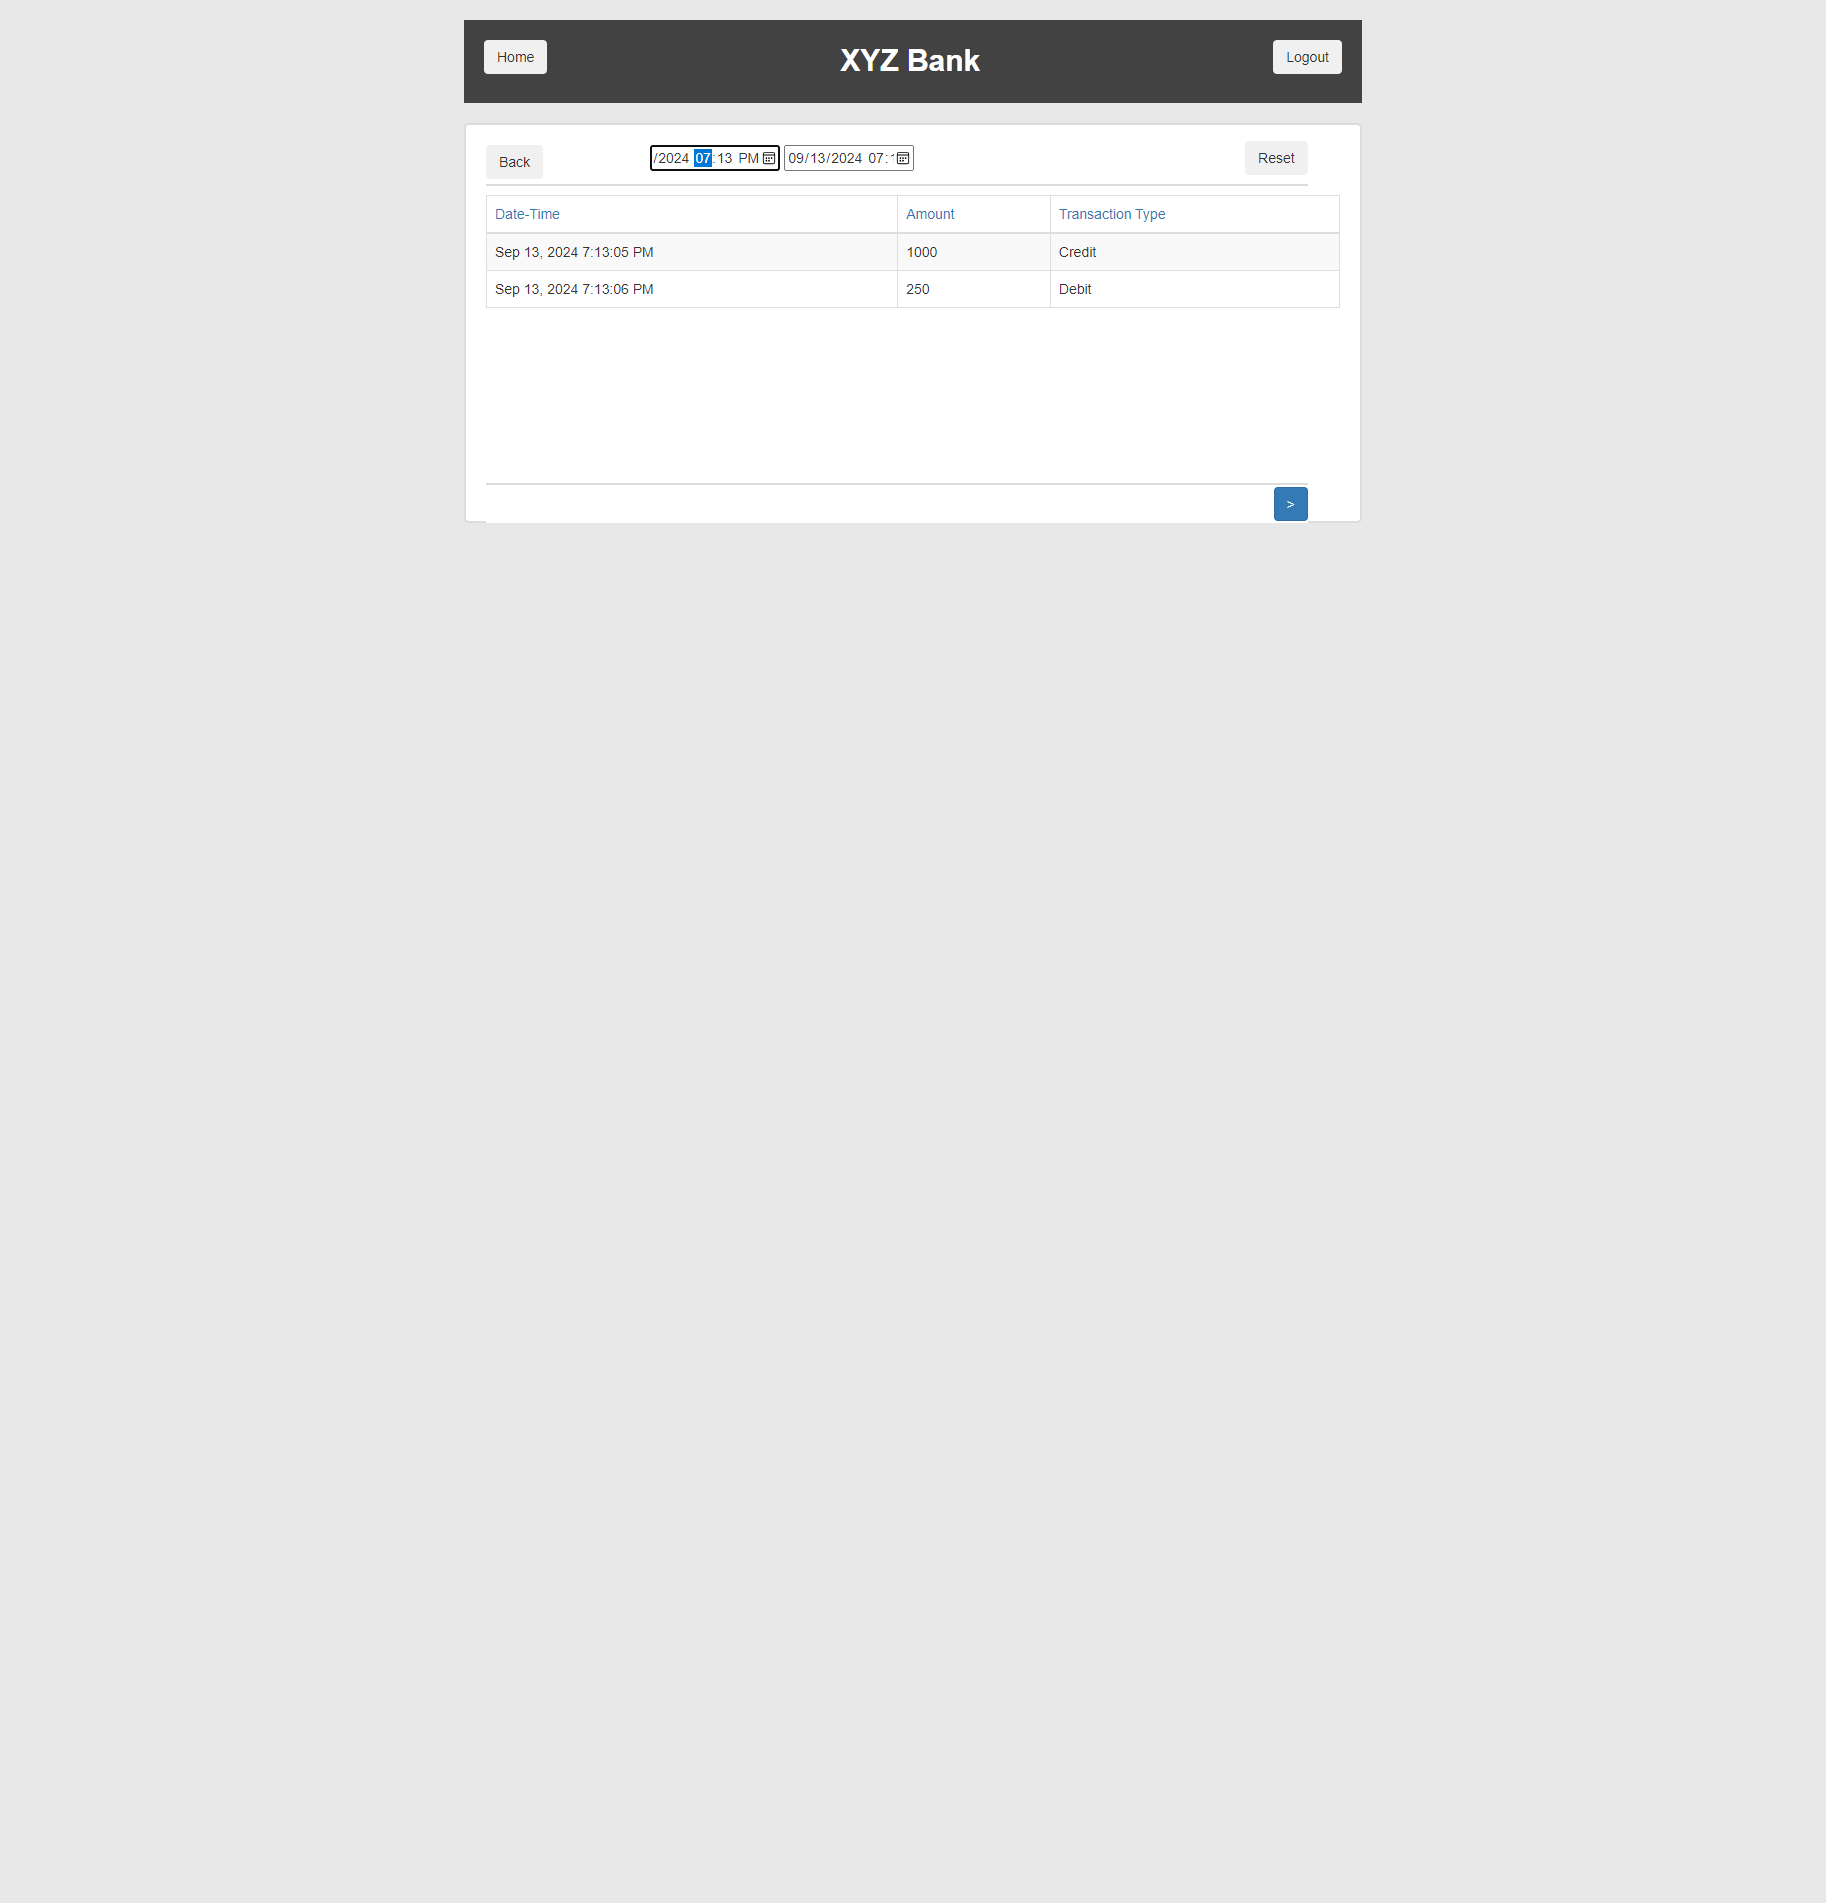 Home XYZ Bank Logout
Back /2024 07:13 PM 09/13/2024 07: Reset
Date-Time Amount Transaction Type
Sep 13, 2024 7:13:05 PM 1000 Credit
Sep 13, 2024 7:13:06 PM 250 Debit
>